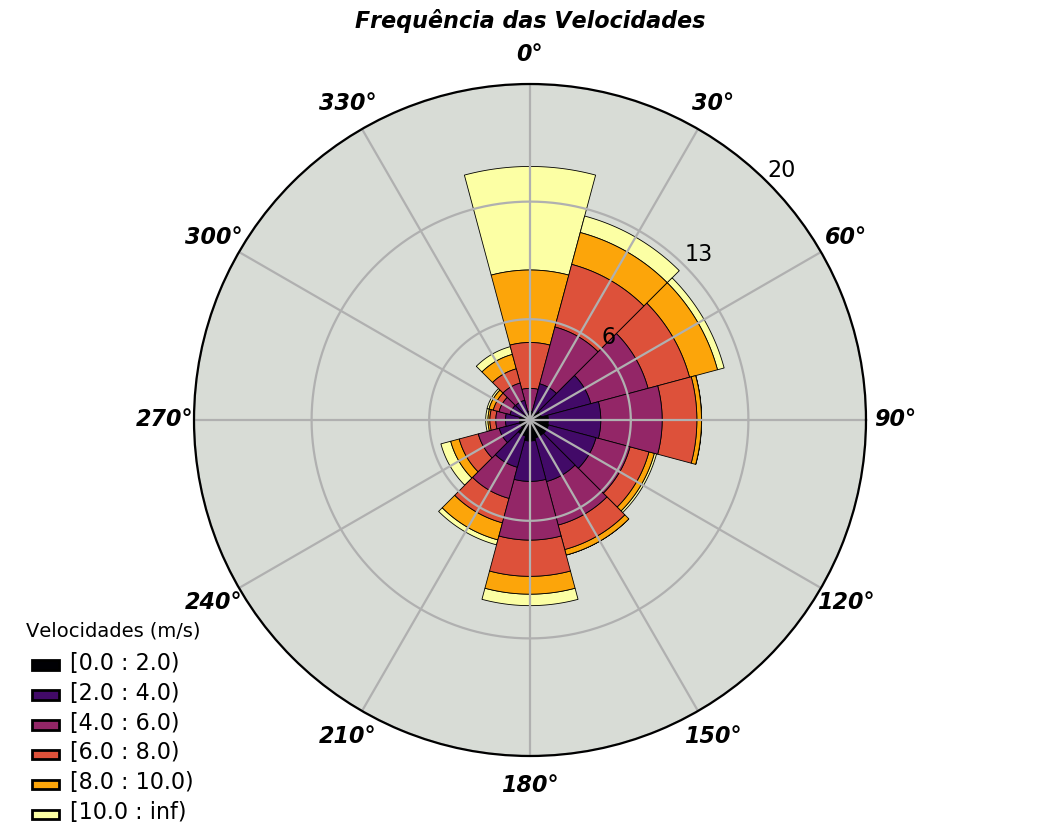 Frequência das Velocidades
0°
330°
30°
20
300°
60°
13
6
270°
90°
240°
120°
Velocidades (m/s)
[0.0 : 2.0)
[2.0 : 4.0)
[4.0 : 6.0)
210°
150°
[6.0 : 8.0)
[8.0 : 10.0)
180°
[10.0 : inf)